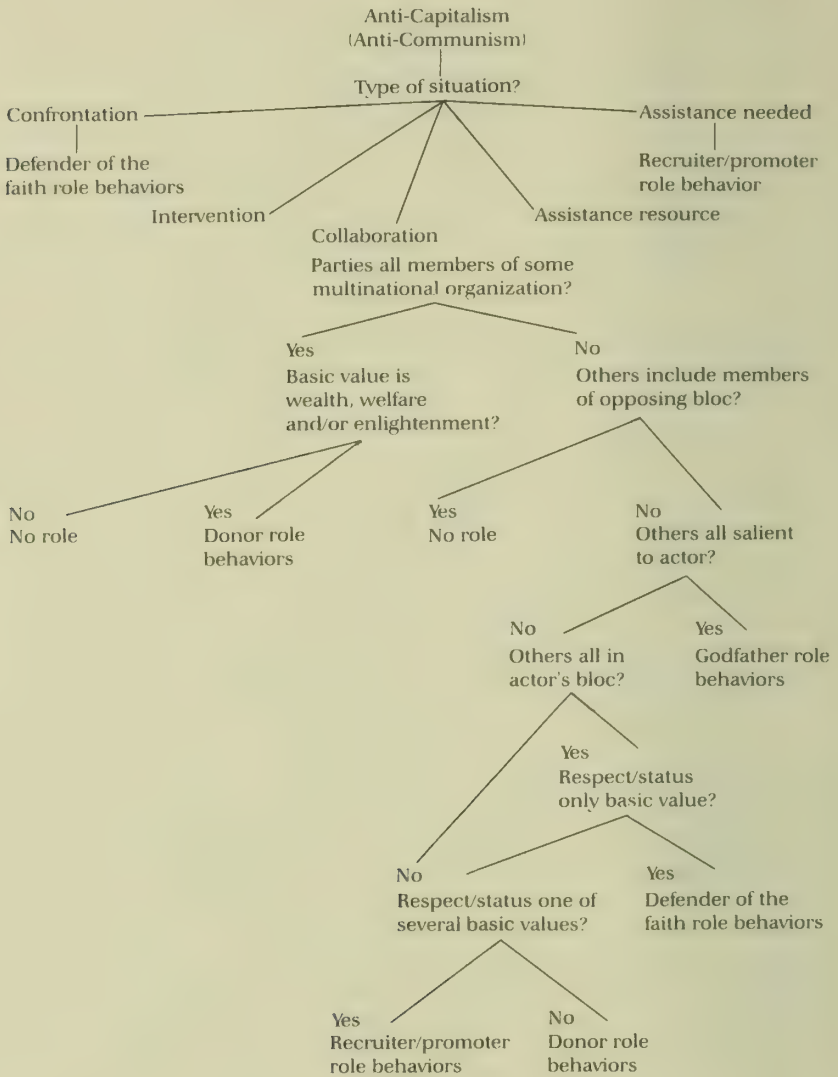 Anti-Capitalism
(Anti-Communism)
Type of situation?
Confrontation
Assistance needed
Defender of the
faith role behaviors
Recruiter/promoter
role behavior
Intervention
Assistance resource
Collaboration
Parties all members of some
multinational organization?
Yes
Basic value is
wealth, welfare
and/or enlightenment?
No
Others include members
of opposing bloc?
No
No role
Yes
Donor role
behaviors
Yes
No role
No
Others all salient
to actor?
No
Others all in
actor's bloc?
Yes
Godfather role
behaviors
Yes
Respect/status
only basic value?
No
Respect/status one of
several basic values?
Yes
Defender of the
faith role behaviors
Yes
Recruiter/promoter
role behaviors
No
Donor role
behaviors